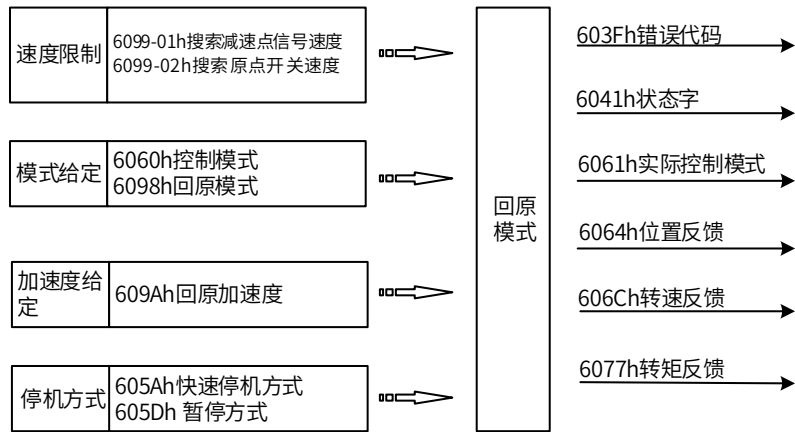 速度限制
6099-01h搜索减速点信号速度
6099-02h搜索原点开关速度
模式给定
6060h控制模式
6098h回原模式
加速度给
定
609Ah回原加速度
停机方式
605Ah快速停机方式
605Dh 暂停方式
回原
模式
603Fh错误代码
6041h状态字
6061h实际控制模式
6064h位置反馈
606Ch转速反馈
6077h转矩反馈